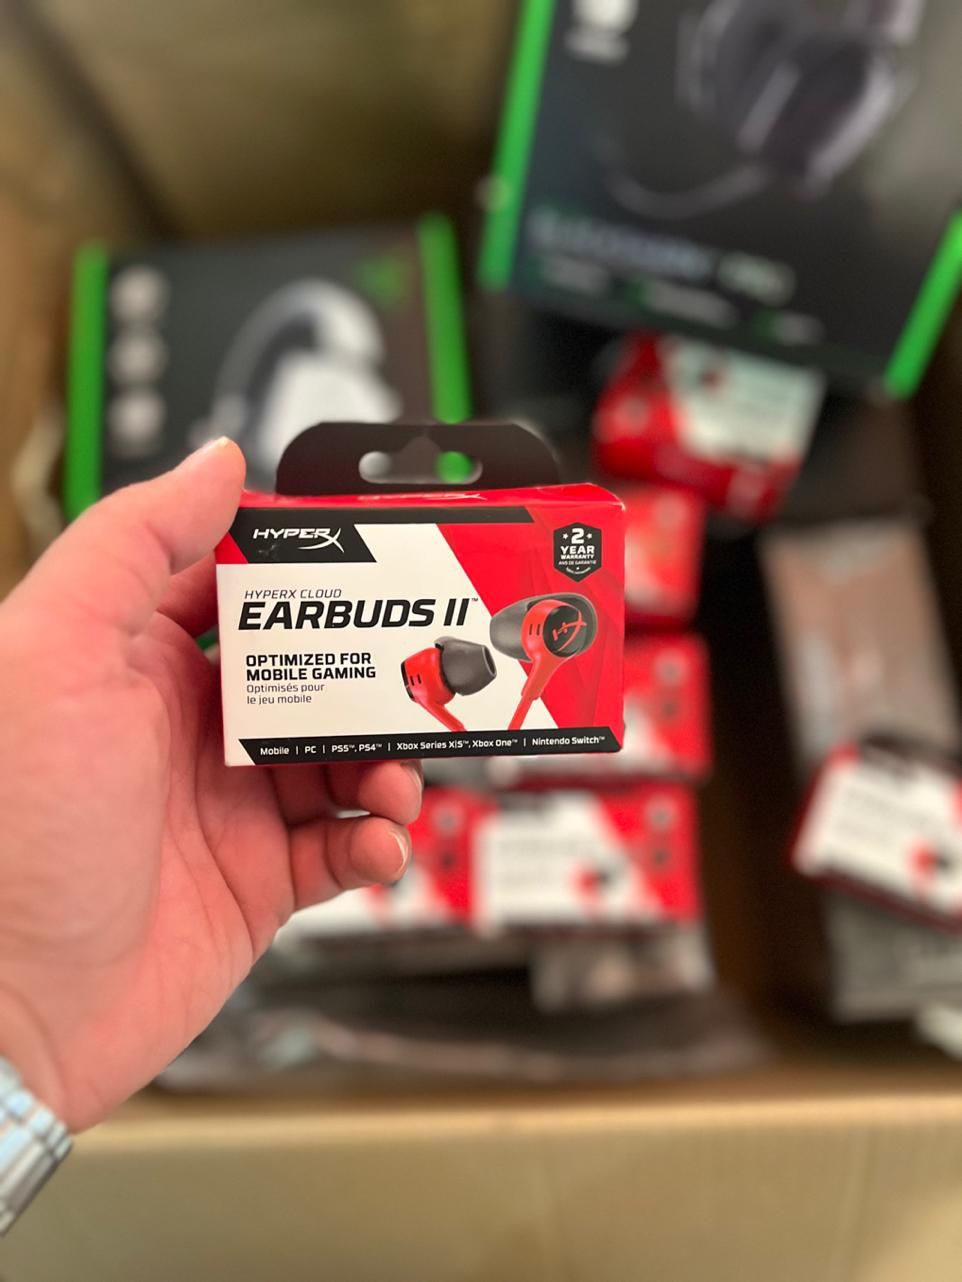 HYPERX
2
YEAR
WARRANTY
ANS DE GARANTIE
HYPERX CLOUD
EARBUDS II™
OPTIMIZED FOR
MOBILE GAMING
Optimisés pour
le jeu mobile
Mobile | PC | PS5™, PS4™ | Xbox Series X|S™, Xbox One™ | Nintendo Switch™